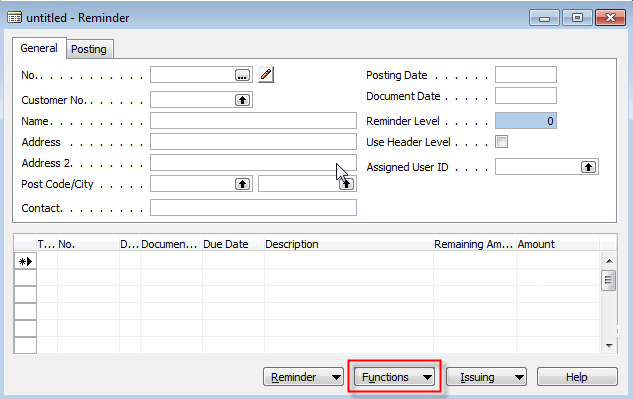 untitled - Reminder
General Posting
No. . . . . . . . . . . . . . ...
Customer No. . . . . . . .
Name . . . . . . . . . . . .
Address . . . . . . . . . .
Address 2. . . . . . . . . .
Post Code/City . . . . . .
Contact. . . . . . . . . . .
Posting Date . . . . . .
Document Date . . . .
Reminder Level . . . . . 0
Use Header Level . . . .
Assigned User ID . . . .
T... No. D... Documen... Due Date Description Remaining Am... Amount
Reminder Functions Issuing Help